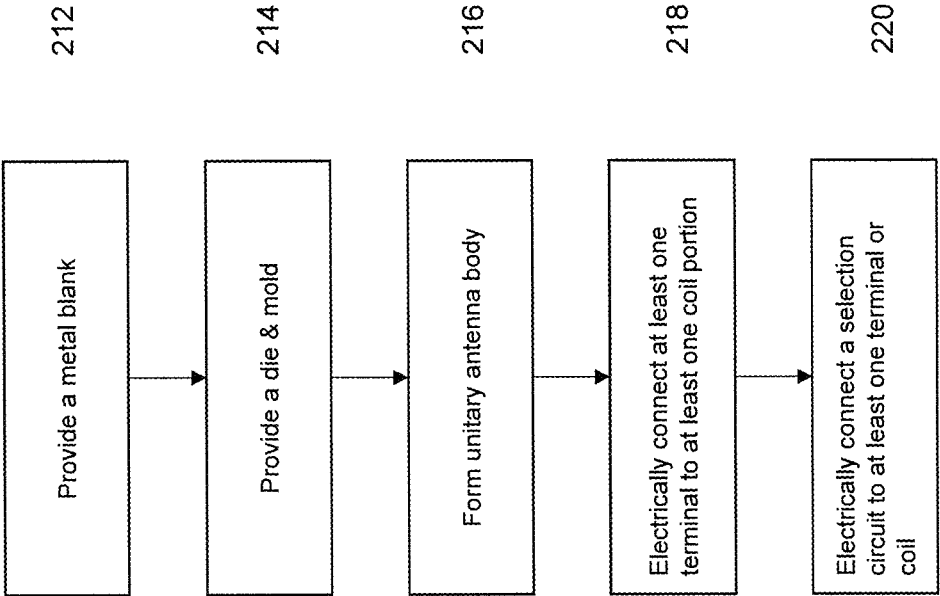 Provide a metal blank
212
Provide a die & mold
214
Form unitary antenna body
216
Electrically connect at least one
terminal to at least one coil portion
218
Electrically connect a selection
circuit to at least one terminal or
coil
220